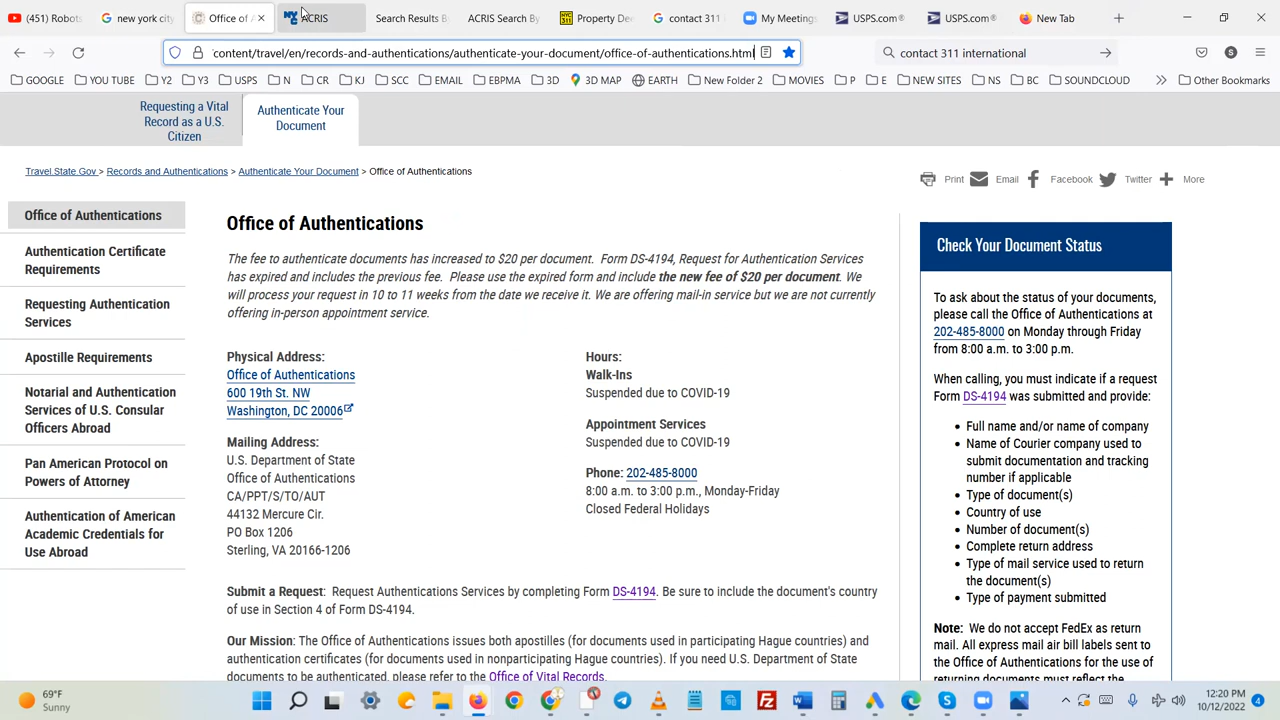 (451) Robots
new york city
Office of A
ACRIS
Search Results By
ACRIS Search By
Property De
contact 311
My Meetings
USPS.com®
USPS.com®
New Tab
content/travel/en/records-and-authentications/authenticate-your-document/office-of-authentications.html
contact 311 international
GOOGLE
YOU TUBE
Y2
Y3
USPS
N
CR
KJ
SCC
EMAIL
EBPMA
3D
3D MAP
EARTH
New Folder 2
MOVIES
P
E
NEW SITES
NS
BC
SOUNDCLOUD
Other Bookmarks
Requesting a Vital
Record as a U.S.
Citizen
Authenticate Your
Document
Travel.State.Gov > Records and Authentications > Authenticate Your Document > Office of Authentications
Print
Email
Facebook
Twitter
More
Office of Authentications
Authentication Certificate
Requirements
Requesting Authentication
Services
Apostille Requirements
Notarial and Authentication
Services of U.S. Consular
Officers Abroad
Pan American Protocol on
Powers of Attorney
Authentication of American
Academic Credentials for
Use Abroad
Office of Authentications
The fee to authenticate documents has increased to $20 per document. Form DS-4194, Request for Authentication Services
has expired and includes the previous fee. Please use the expired form and include the new fee of $20 per document. We
will process your request in 10 to 11 weeks from the date we receive it. We are offering mail-in service but we are not currently
offering in-person appointment service.
Physical Address:
Office of Authentications
600 19th St. NW
Washington, DC 20006
Mailing Address:
U.S. Department of State
Office of Authentications
CA/PPT/S/TO/AUT
44132 Mercure Cir.
PO Box 1206
Sterling, VA 20166-1206
Hours:
Walk-Ins
Suspended due to COVID-19
Appointment Services
Suspended due to COVID-19
Phone: 202-485-8000
8:00 a.m. to 3:00 p.m., Monday-Friday
Closed Federal Holidays
Submit a Request: Request Authentications Services by completing Form DS-4194. Be sure to include the document's country
of use in Section 4 of Form DS-4194.
Our Mission: The Office of Authentications issues both apostilles (for documents used in participating Hague countries) and
authentication certificates (for documents used in nonparticipating Hague countries). If you need U.S. Department of State
documents to be authenticated, please refer to the Office of Vital Records.
Check Your Document Status
To ask about the status of your documents,
please call the Office of Authentications at
202-485-8000 on Monday through Friday
from 8:00 a.m. to 3:00 p.m.
When calling, you must indicate if a request
Form DS-4194 was submitted and provide:
• Full name and/or name of company
• Name of Courier company used to
submit documentation and tracking
number if applicable
• Type of document(s)
• Country of use
• Number of document(s)
• Complete return address
• Type of mail service used to return
the document(s)
• Type of payment submitted
Note: We do not accept FedEx as return
mail. All express mail air bill labels sent to
the Office of Authentications for the use of
returning documents must reflect the
69°F
Sunny
12:20 PM
10/12/2022
4